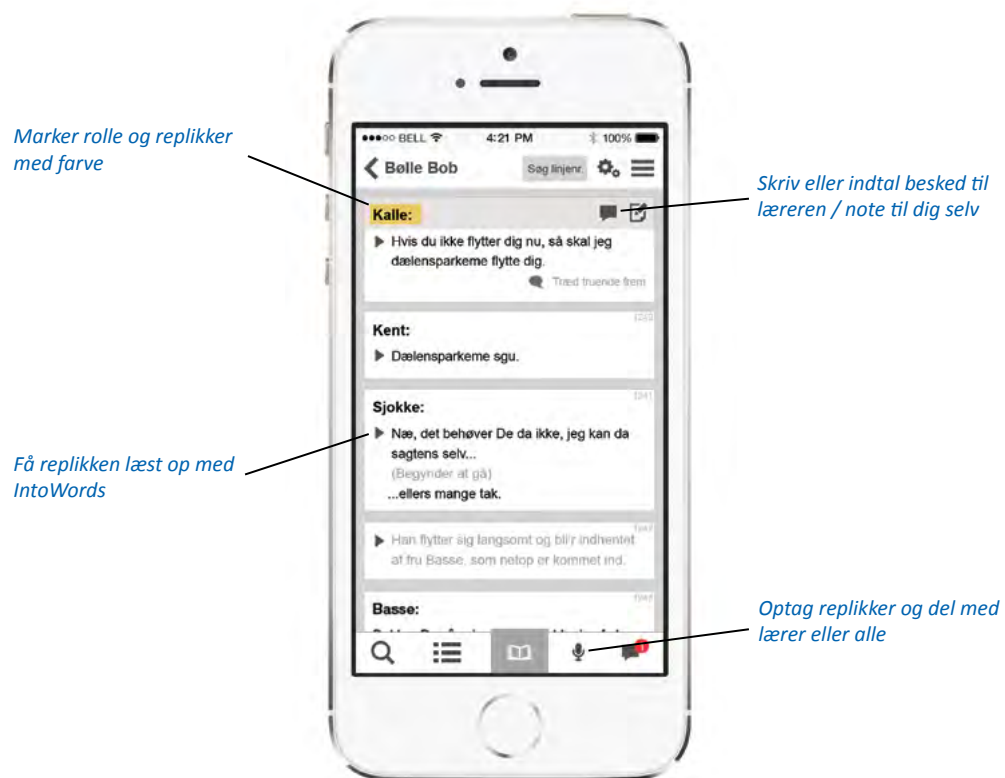 BELL
4:21 PM
100%
Bølle Bob
Søg linjenr.
Marker rolle og replikker
med farve
Kalle:
Skriv eller indtal besked til
læreren / note til dig selv
Hvis du ikke flytter dig nu, så skal jeg
dælensparkeme flytte dig.
Træd truende frem
Kent:
Dælensparkeme sgu.
Sjokke:
Næ, det behøver De da ikke, jeg kan da
sagtens selv...
(Begynder at gå)
...ellers mange tak.
Få replikken læst op med
IntoWords
Han flytter sig langsomt og bli'r indhentet
af fru Basse, som netop er kommet ind.
Basse:
Optag replikker og del med
lærer eller alle
1